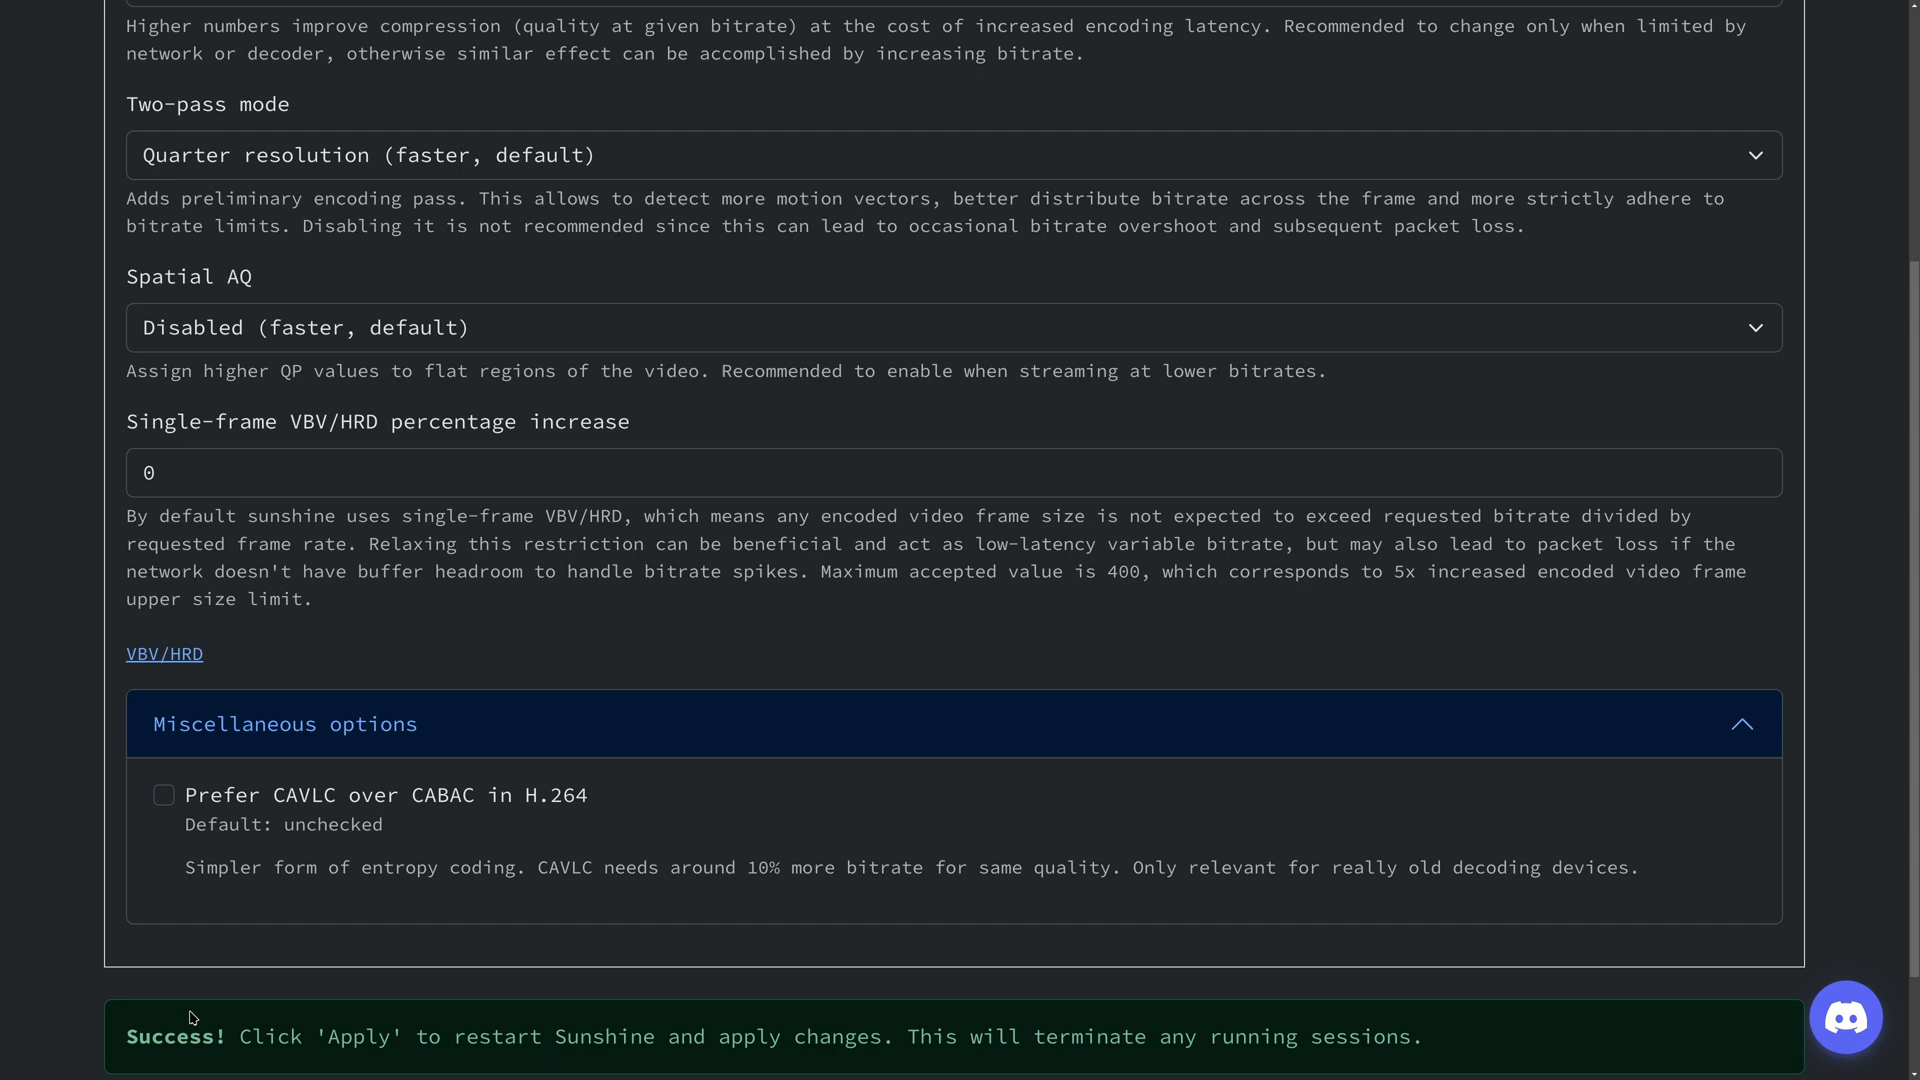 Higher numbers improve compression (quality at given bitrate) at the cost of increased encoding latency. Recommended to change only when limited by
network or decoder, otherwise similar effect can be accomplished by increasing bitrate.
Two-pass mode
Quarter resolution (faster, default)
Adds preliminary encoding pass. This allows to detect more motion vectors, better distribute bitrate across the frame and more strictly adhere to
bitrate limits. Disabling it is not recommended since this can lead to occasional bitrate overshoot and subsequent packet loss.
Spatial AQ
Disabled (faster, default)
Assign higher QP values to flat regions of the video. Recommended to enable when streaming at lower bitrates.
Single-frame VBV/HRD percentage increase
0
By default sunshine uses single-frame VBV/HRD, which means any encoded video frame size is not expected to exceed requested bitrate divided by
requested frame rate. Relaxing this restriction can be beneficial and act as low-latency variable bitrate, but may also lead to packet loss if the
network doesn't have buffer headroom to handle bitrate spikes. Maximum accepted value is 400, which corresponds to 5x increased encoded video frame
upper size limit.
VBV/HRD
Miscellaneous options
Prefer CAVLC over CABAC in H.264
Default: unchecked
Simpler form of entropy coding. CAVLC needs around 10% more bitrate for same quality. Only relevant for really old decoding devices.
Success! Click 'Apply' to restart Sunshine and apply changes. This will terminate any running sessions.